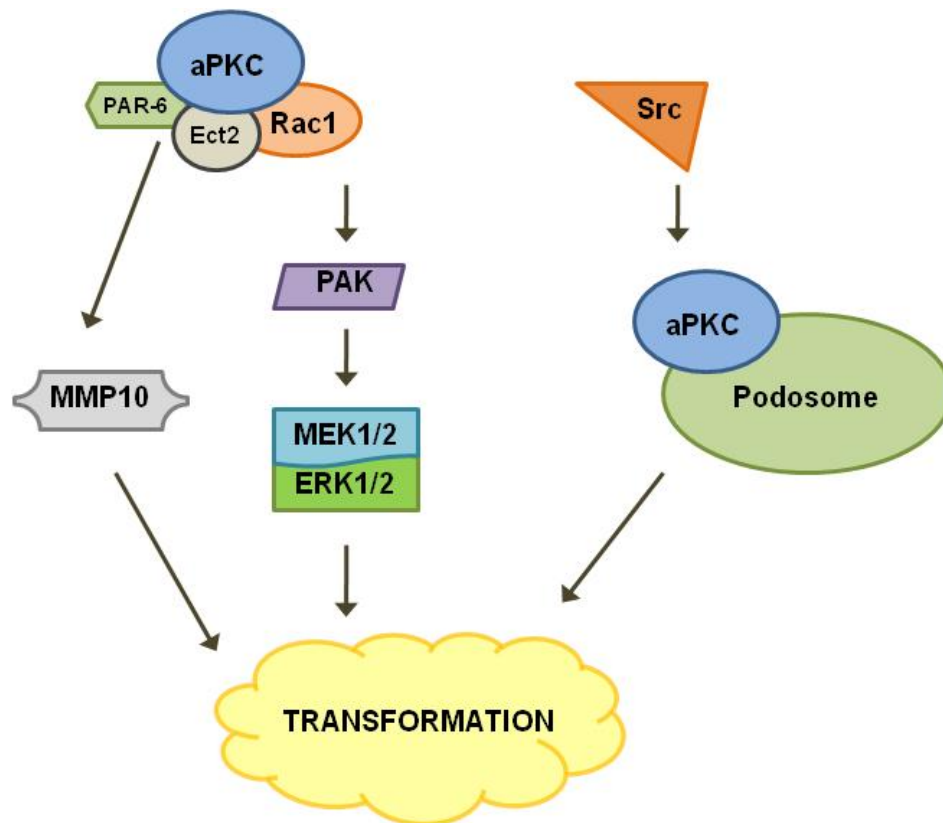 aPKC
PAR-6
Ect2
Rac1
Src
PAK
aPKC
Podosome
MMP10
MEK1/2
ERK1/2
TRANSFORMATION